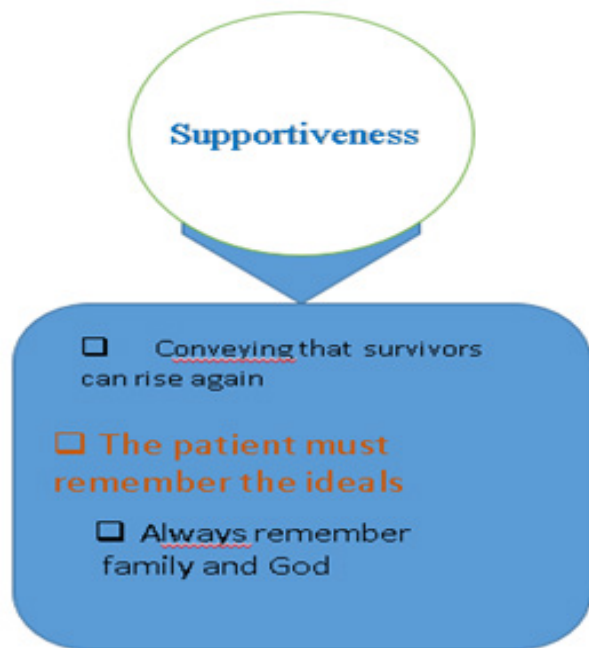 Supportiveness
❑ Conveying that survivors
can rise again
❑ The patient must
remember the ideals
❑ Always remember
family and God